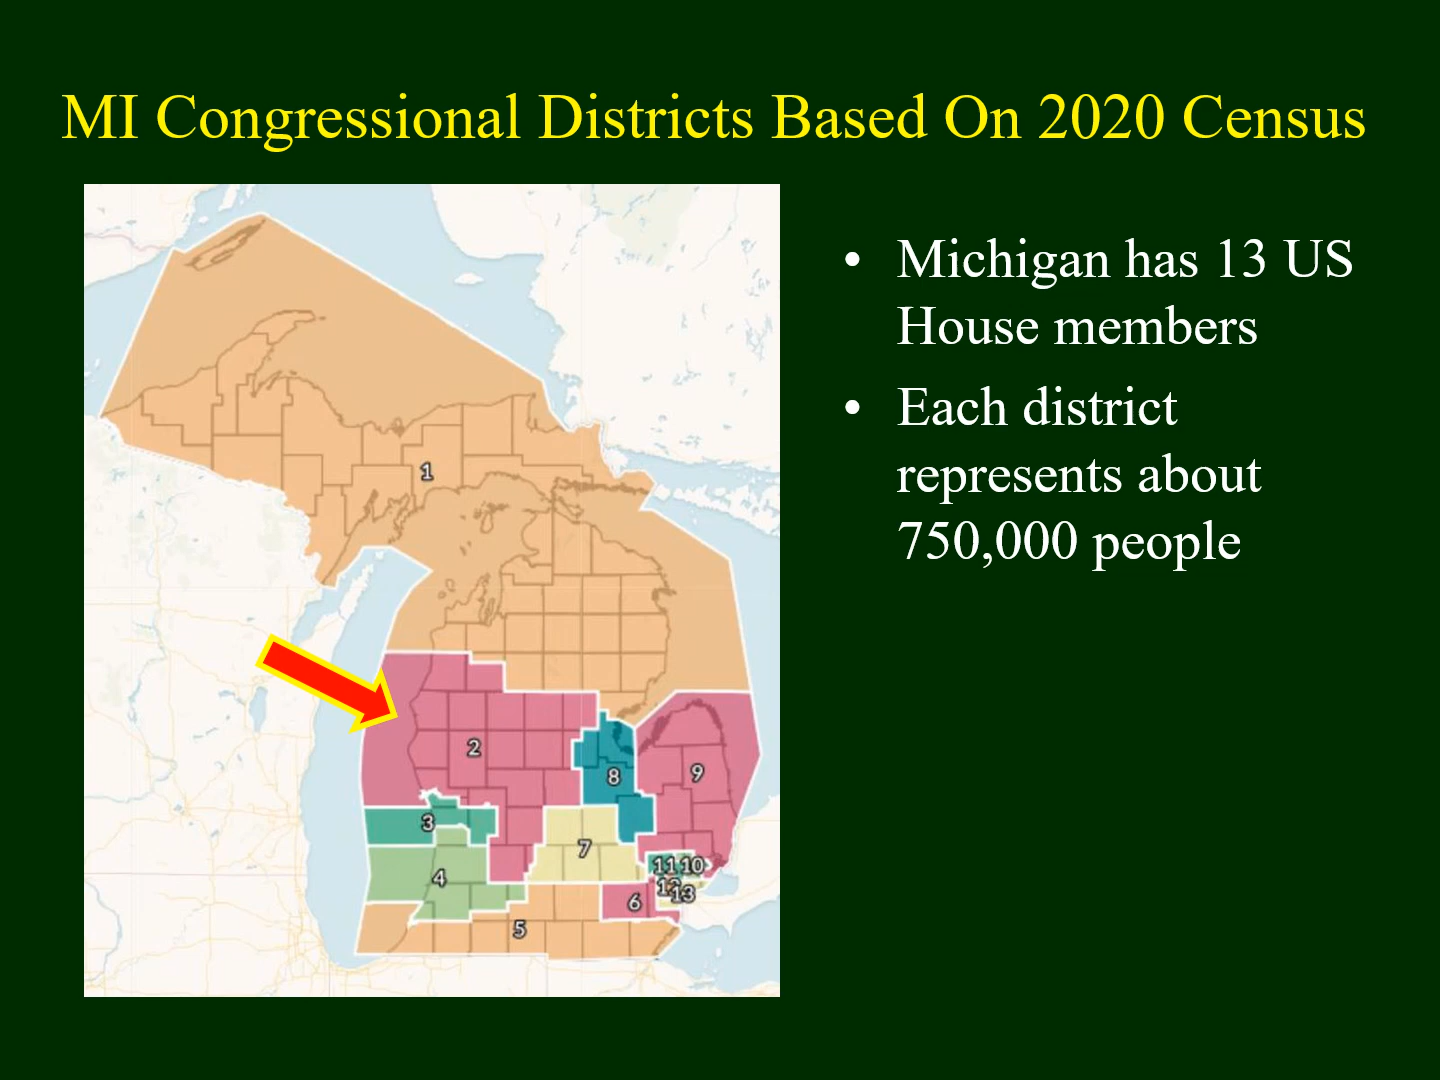 MI Congressional Districts Based On 2020 Census
• Michigan has 13 US
House members
• Each district
represents about
750,000 people
1
2
8
9
3
7
4
11 10
12
13
6
5